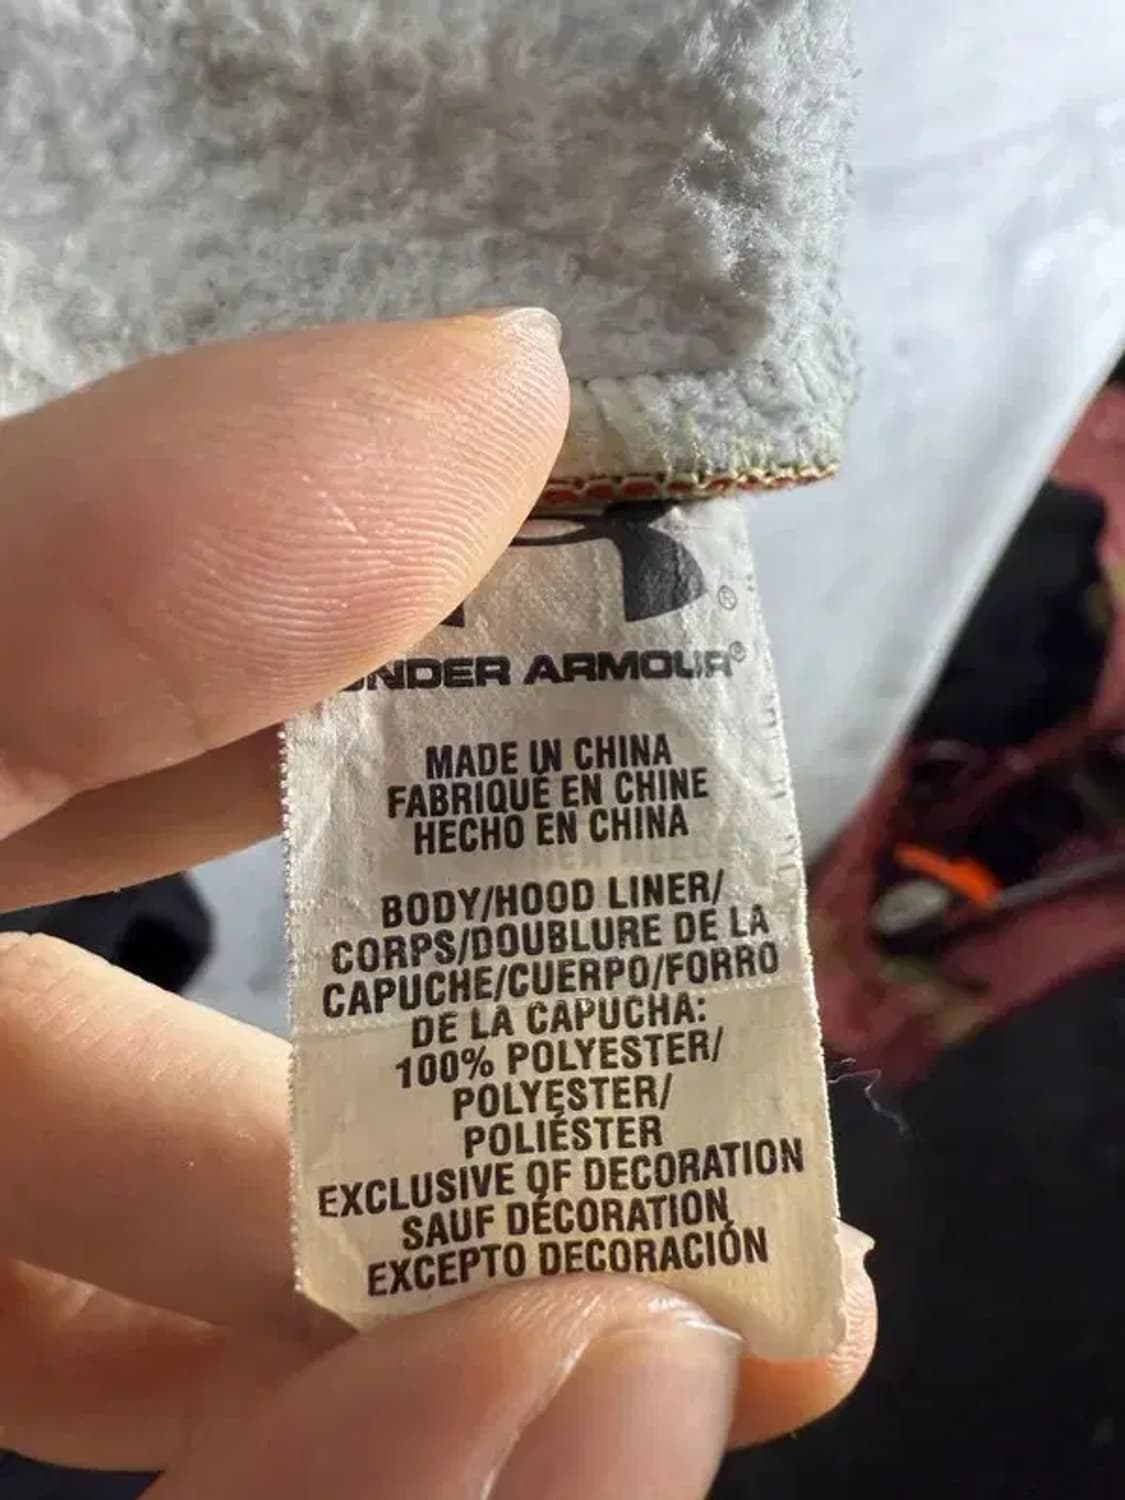 UNDER ARMOUR®
MADE IN CHINA
FABRIQUÉ EN CHINE
HECHO EN CHINA
BODY/HOOD LINER/
CORPS/DOUBLURE DE LA
CAPUCHE/CUERPO/FORRO
DE LA CAPUCHA:
100% POLYESTER/
POLYESTER/
POLIÉSTER
EXCLUSIVE OF DECORATION
SAUF DÉCORATION
EXCEPTO DECORACIÓN